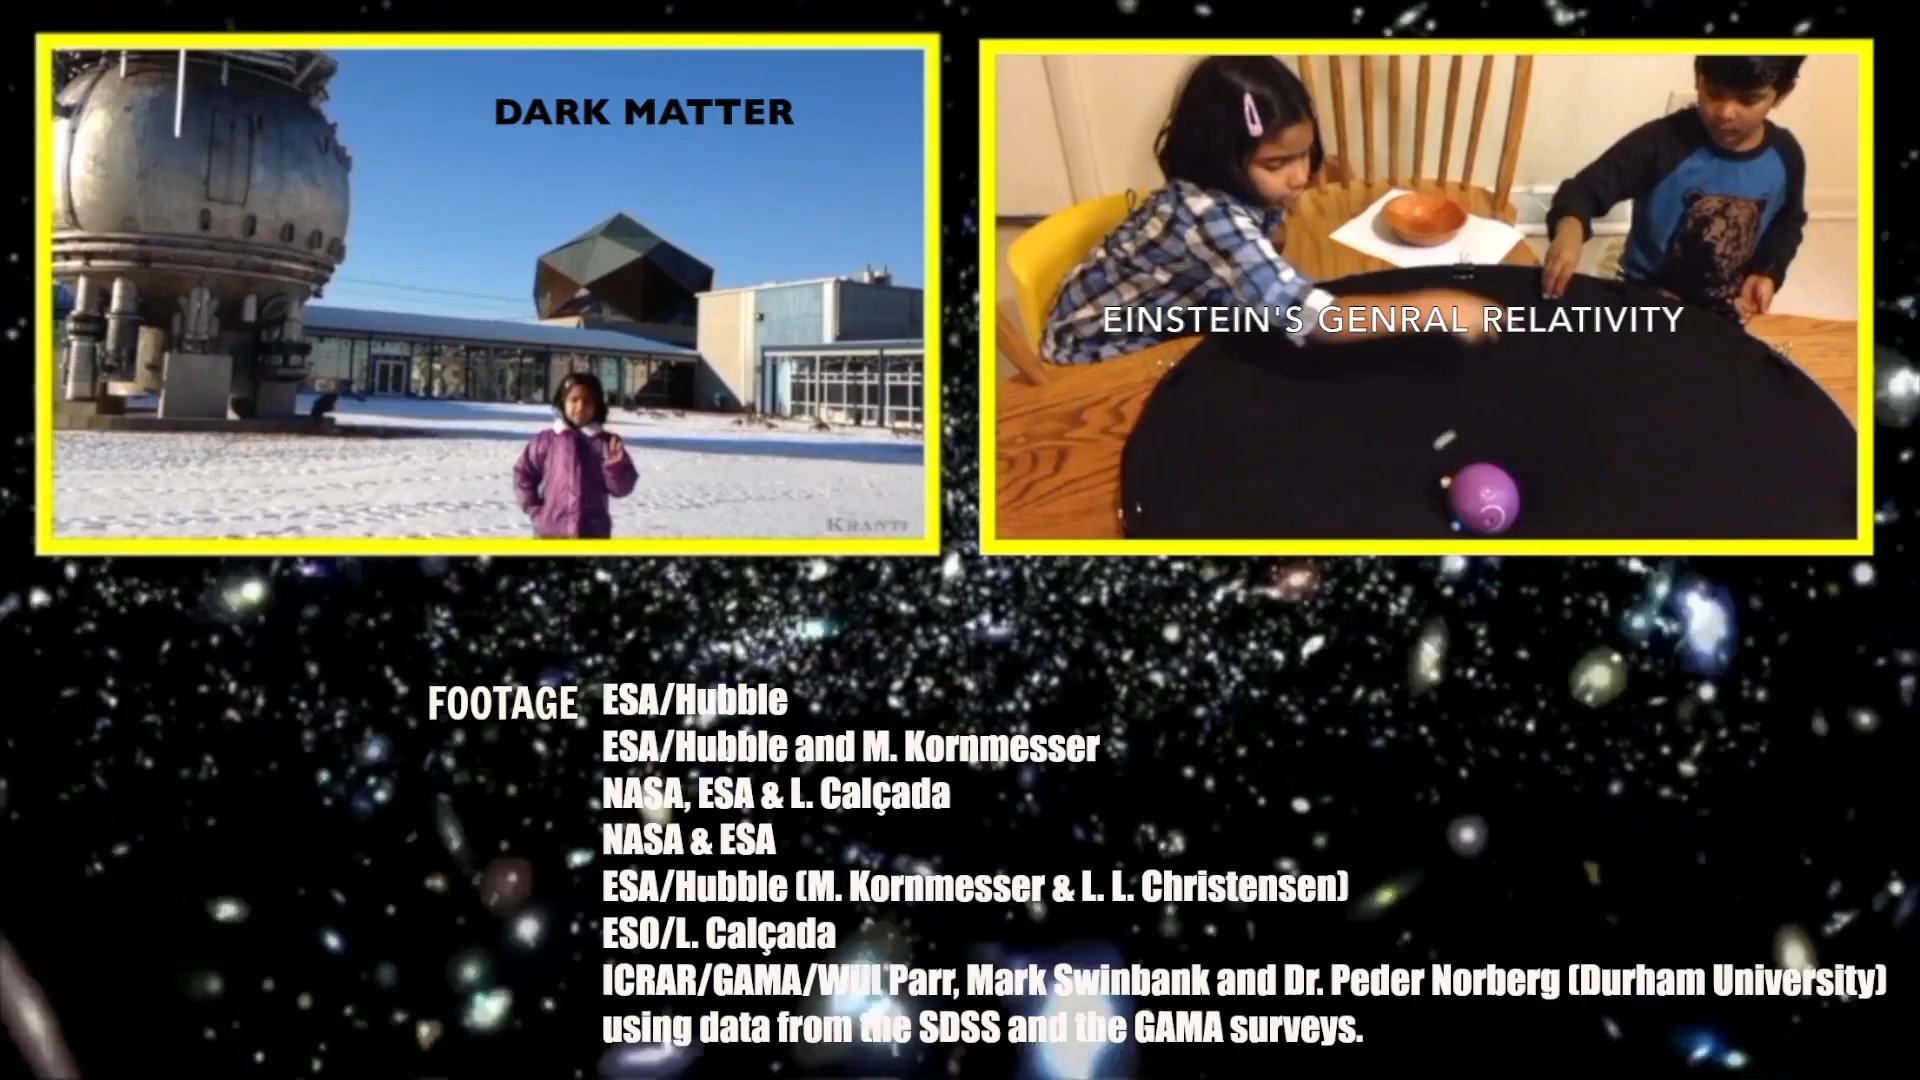 DARK MATTER
KRANTI
EINSTEIN'S GENRAL RELATIVITY
FOOTAGE
ESA/Hubble
ESA/Hubble and M. Kornmesser
NASA, ESA & L. Calçada
NASA & ESA
ESA/Hubble (M. Kornmesser & L. L. Christensen)
ESO/L. Calçada
ICRAR/GAMA/Will Parr, Mark Swinbank and Dr. Peder Norberg (Durham University)
using data from the SDSS and the GAMA surveys.